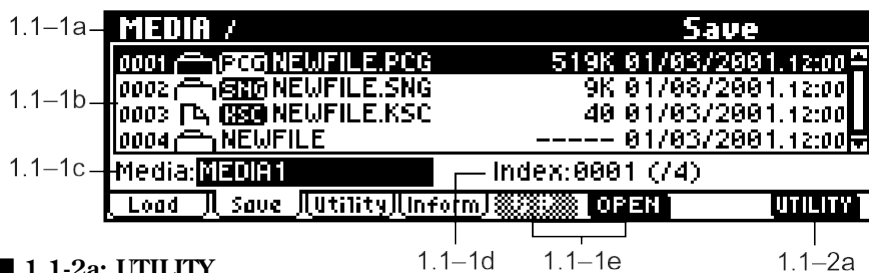 1.1–1a MEDIA / Save
0001 PCG NEWFILE.PCG 519K 01/03/2001.12:00
1.1–1b
0002 SNG NEWFILE.SNG 9K 01/08/2001.12:00
0003 KSC NEWFILE.KSC 40 01/03/2001.12:00
0004 NEWFILE ----- 01/03/2001.12:00
1.1–1c Media:MEDIA1 Index:0001 (/4)
Load Save Utility Inform OPEN UTILITY
■ 1.1-2a: UTILITY 1.1–1d 1.1–1e 1.1–2a